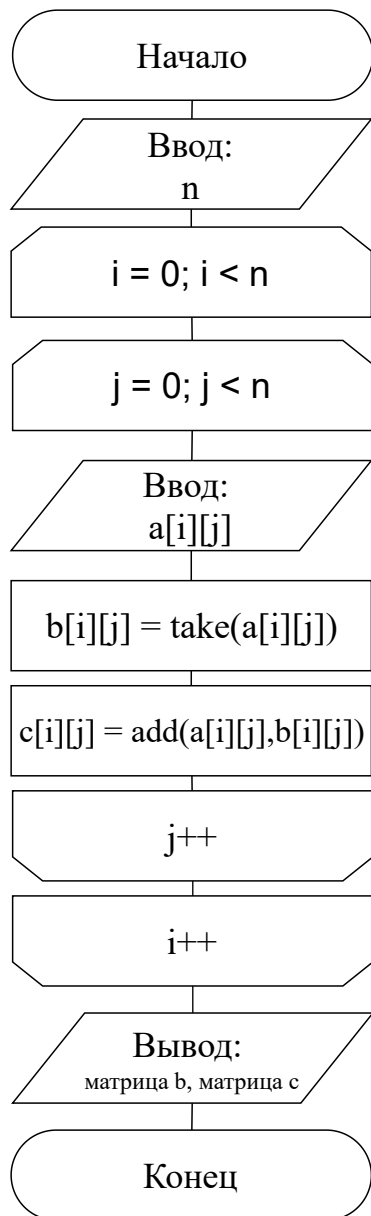 Начало
Ввод:
n
i = 0; i < n
j = 0; j < n
Ввод:
a[i][j]
b[i][j] = take(a[i][j])
c[i][j] = add(a[i][j],b[i][j])
j++
i++
Вывод:
матрица b, матрица c
Конец